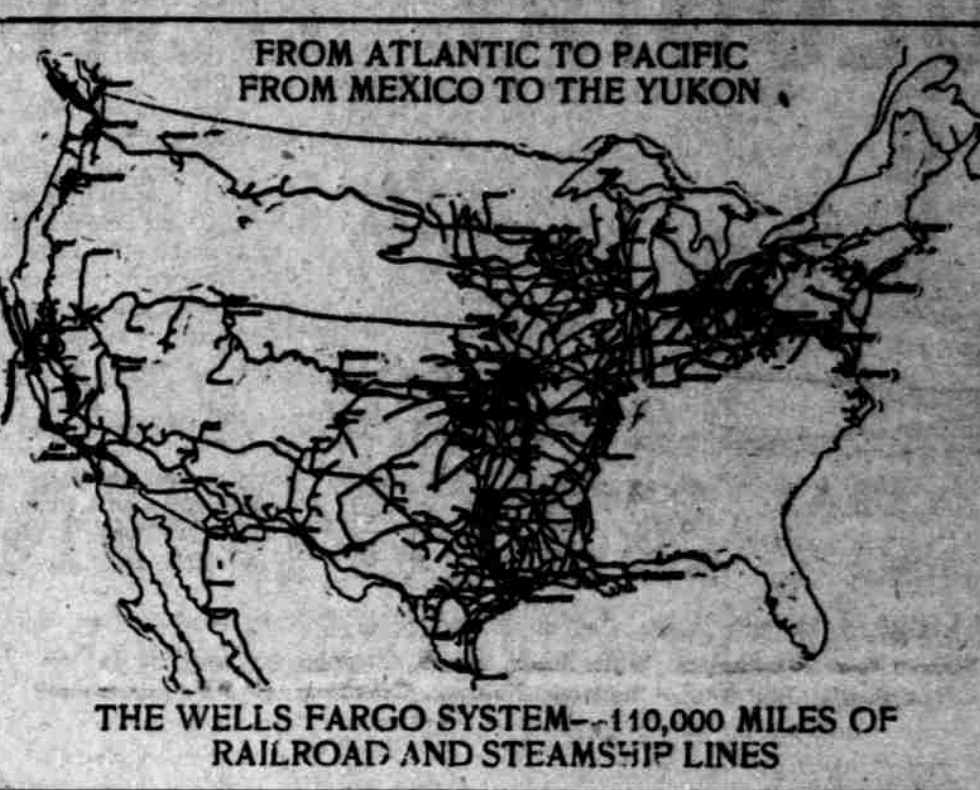 FROM ATLANTIC TO PACIFIC
FROM MEXICO TO THE YUKON
THE WELLS FARGO SYSTEM--110,000 MILES OF
RAILROAD AND STEAMSHIP LINES